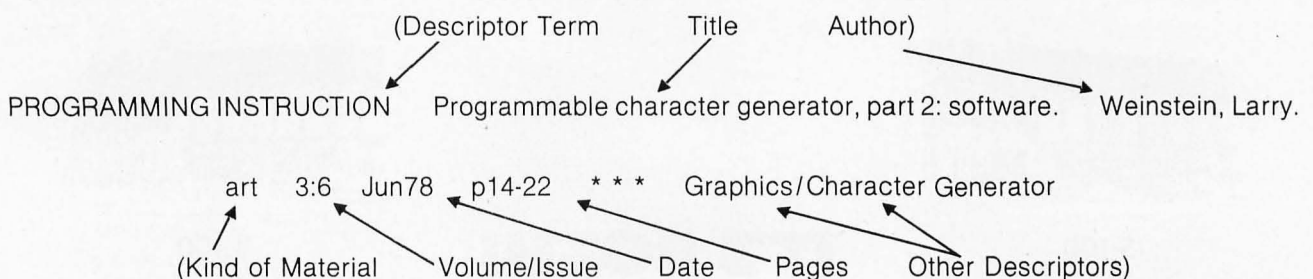 (Descriptor Term Title Author)
PROGRAMMING INSTRUCTION Programmable character generator, part 2: software. Weinstein, Larry.
art 3:6 Jun78 p14-22 * * * Graphics/Character Generator
(Kind of Material Volume/Issue Date Pages Other Descriptors)